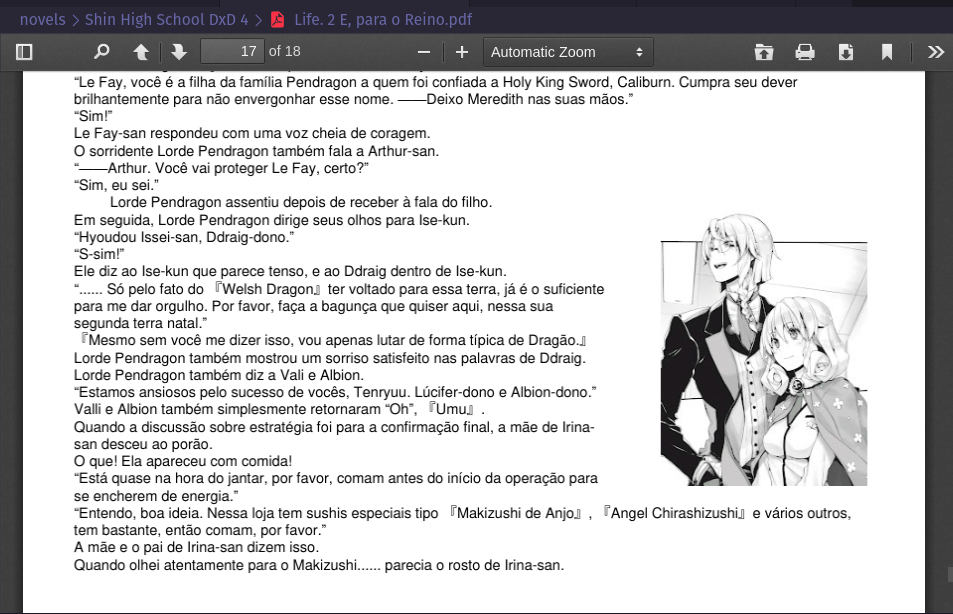 novels > Shin High School DxD 4 > Life. 2 E, para o Reino.pdf
17 of 18 Automatic Zoom
“Le Fay, você é a filha da família Pendragon a quem foi confiada a Holy King Sword, Caliburn. Cumpra seu dever
brilhantemente para não envergonhar esse nome. ――Deixo Meredith nas suas mãos.”
“Sim!”
Le Fay-san respondeu com uma voz cheia de coragem.
O sorridente Lorde Pendragon também fala a Arthur-san.
“――Arthur. Você vai proteger Le Fay, certo?”
“Sim, eu sei.”
Lorde Pendragon assentiu depois de receber à fala do filho.
Em seguida, Lorde Pendragon dirige seus olhos para Ise-kun.
“Hyoudou Issei-san, Ddraig-dono.”
“S-sim!”
Ele diz ao Ise-kun que parece tenso, e ao Ddraig dentro de Ise-kun.
“...... Só pelo fato do 『Welsh Dragon』ter voltado para essa terra, já é o suficiente
para me dar orgulho. Por favor, faça a bagunça que quiser aqui, nessa sua
segunda terra natal.”
『Mesmo sem você me dizer isso, vou apenas lutar de forma típica de Dragão.』
Lorde Pendragon também mostrou um sorriso satisfeito nas palavras de Ddraig.
Lorde Pendragon também diz a Vali e Albion.
“Estamos ansiosos pelo sucesso de vocês, Tenryuu. Lúcifer-dono e Albion-dono.”
Valli e Albion também simplesmente retornaram “Oh”, 『Umu』.
Quando a discussão sobre estratégia foi para a confirmação final, a mãe de Irina-
san desceu ao porão.
O que! Ela apareceu com comida!
“Está quase na hora do jantar, por favor, comam antes do início da operação para
se encherem de energia.”
“Entendo, boa ideia. Nessa loja tem sushis especiais tipo 『Makizushi de Anjo』, 『Angel Chirashizushi』e vários outros,
tem bastante, então comam, por favor.”
A mãe e o pai de Irina-san dizem isso.
Quando olhei atentamente para o Makizushi...... parecia o rosto de Irina-san.